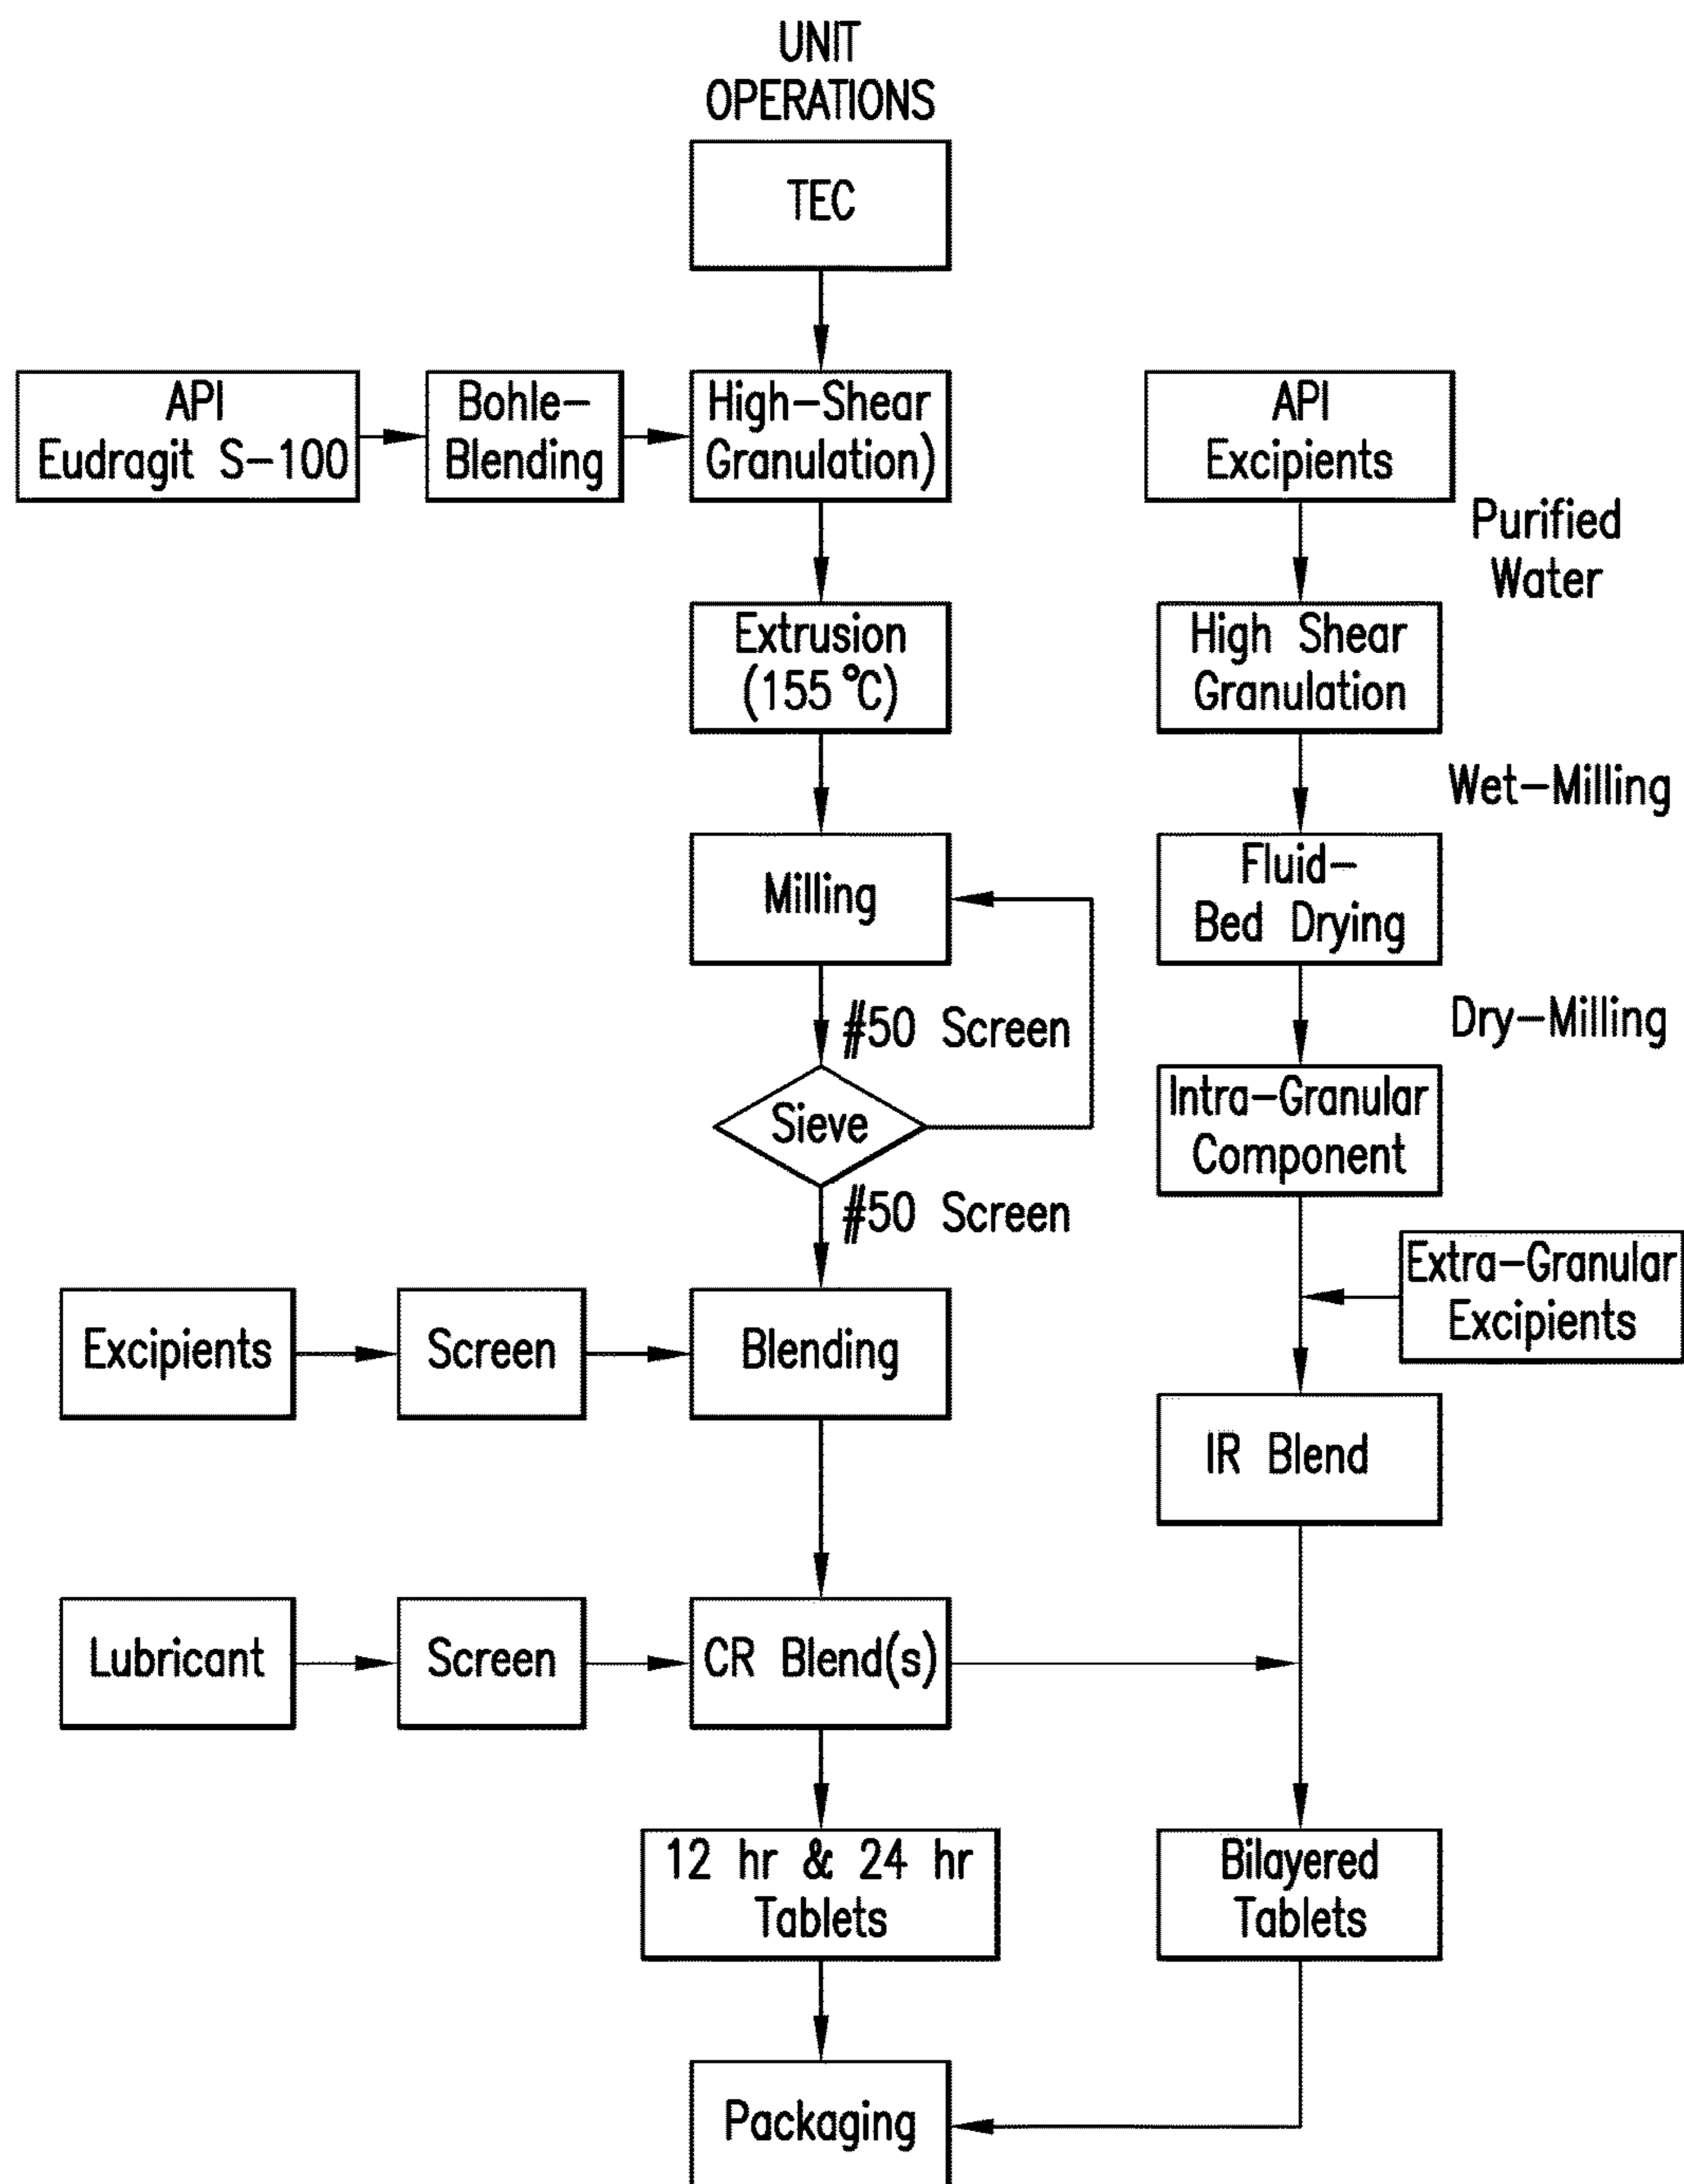 UNIT
OPERATIONS
TEC
API
Eudragit S-100
Bohle-
Blending
High-Shear
Granulation)
API
Excipients
Purified
Water
Extrusion
(155 °C)
High Shear
Granulation
Wet-Milling
Milling
Fluid-
Bed Drying
#50 Screen
Dry-Milling
Sieve
Intra-Granular
Component
#50 Screen
Extra-Granular
Excipients
Excipients
Screen
Blending
IR Blend
Lubricant
Screen
CR Blend(s)
12 hr & 24 hr
Tablets
Bilayered
Tablets
Packaging